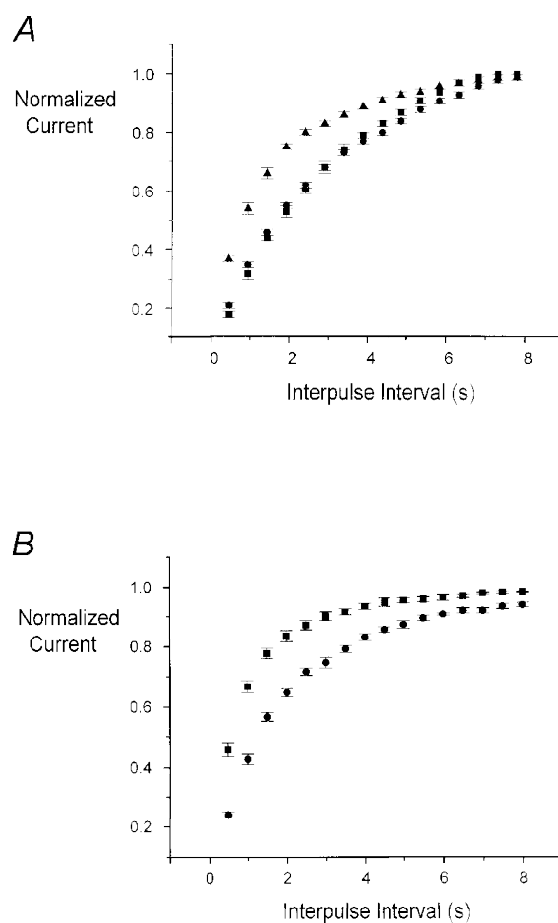 A
Normalized
Current
1.0
0.8
0.6
0.4
0.2
0 2 4 6 8
Interpulse Interval (s)
B
Normalized
Current
1.0
0.8
0.6
0.4
0.2
0 2 4 6 8
Interpulse Interval (s)